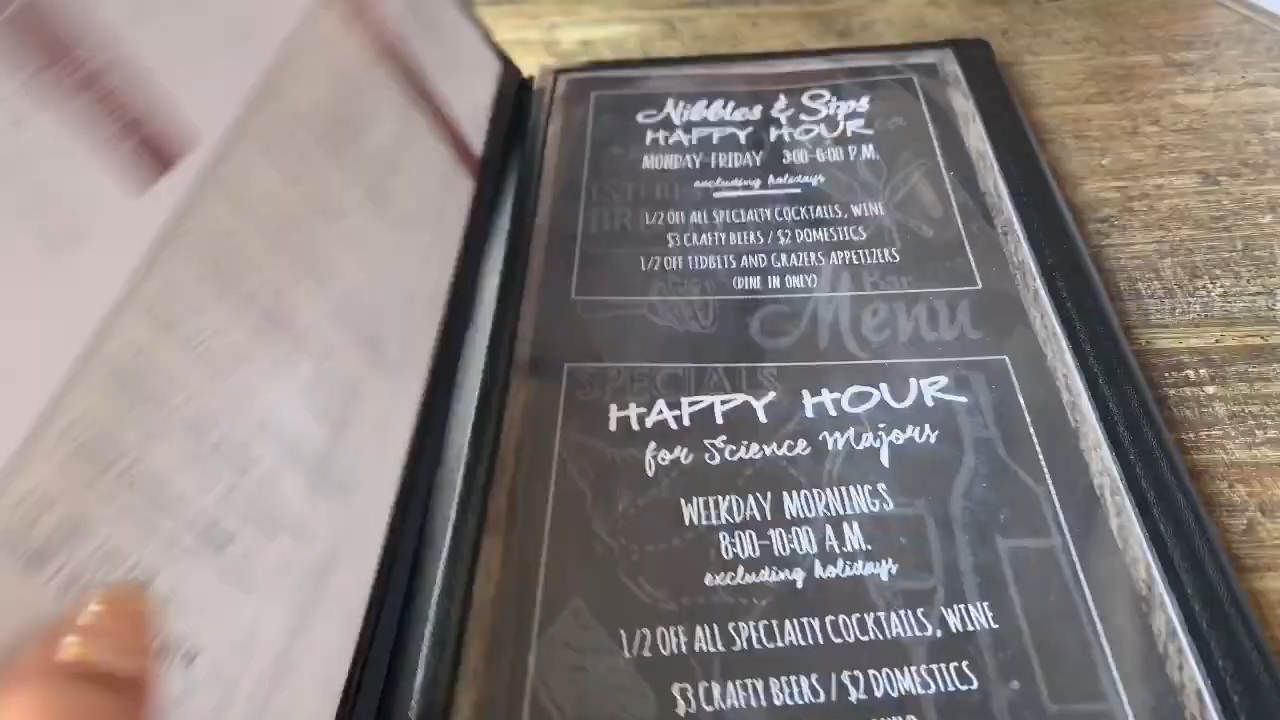 Nibbles & Sips
HAPPY HOUR
MONDAY-FRIDAY 3:00-6:00 P.M.
excluding holidays
1/2 OFF ALL SPECIALTY COCKTAILS, WINE
$3 CRAFTY BEERS / $2 DOMESTICS
1/2 OFF TIDBITS AND GRAZERS APPETIZERS
(DINE IN ONLY)
Bar
Menu
SPECIALS
HAPPY HOUR
for Science Majors
WEEKDAY MORNINGS
8:00-10:00 A.M.
excluding holidays
1/2 OFF ALL SPECIALTY COCKTAILS, WINE
$3 CRAFTY BEERS / $2 DOMESTICS